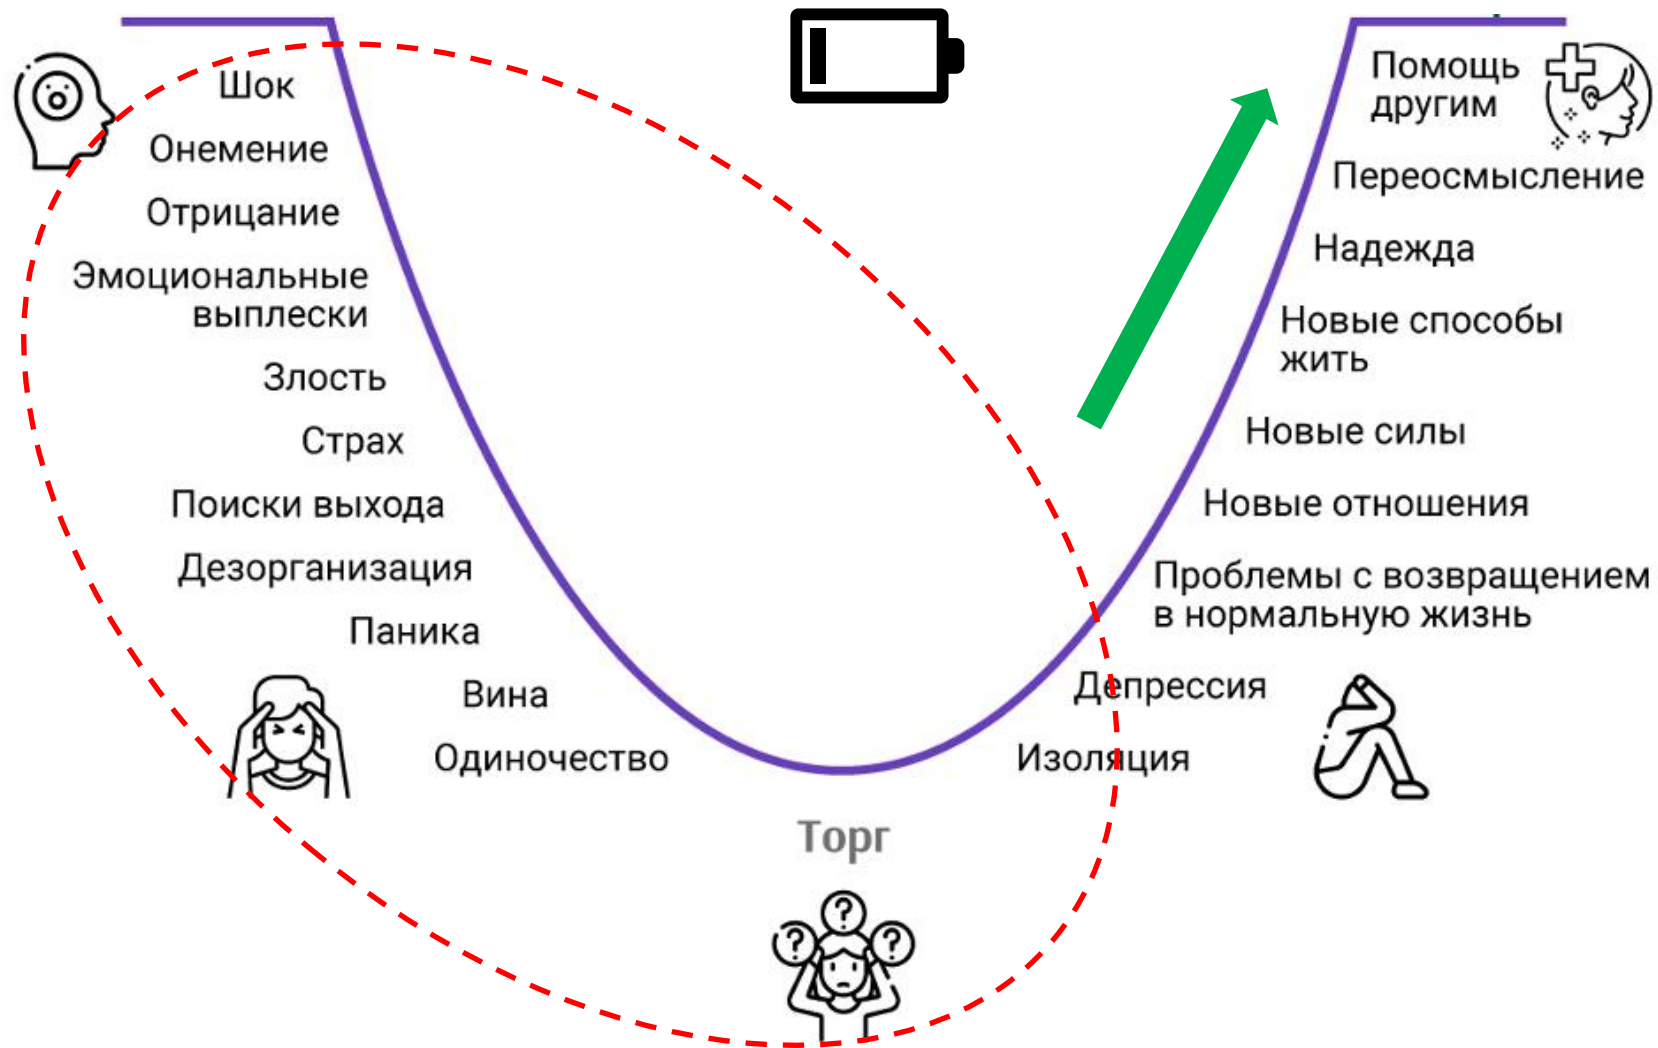 Шок
Онемение
Отрицание
Эмоциональные
выплески
Злость
Страх
Поиски выхода
Дезорганизация
Паника
Вина
Одиночество
Торг
? ? ?
Изоляция
Депрессия
Проблемы с возвращением
в нормальную жизнь
Новые отношения
Новые силы
Новые способы
жить
Надежда
Переосмысление
Помощь
другим